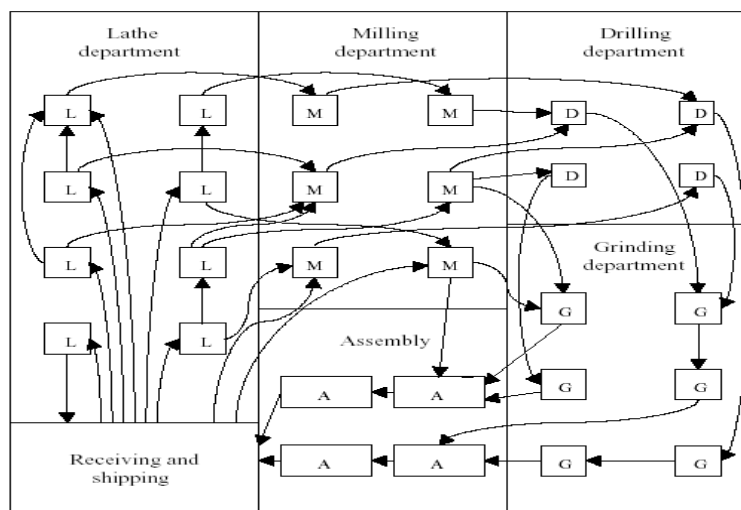 Lathe
department
Milling
department
Drilling
department
L L M M D D
L L M M D D
L L M M
Grinding
department
L L G G
Assembly
A A G G
Receiving and
shipping
A A G G